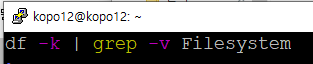 kopo12@kopo12: ~
df -k | grep -v Filesystem